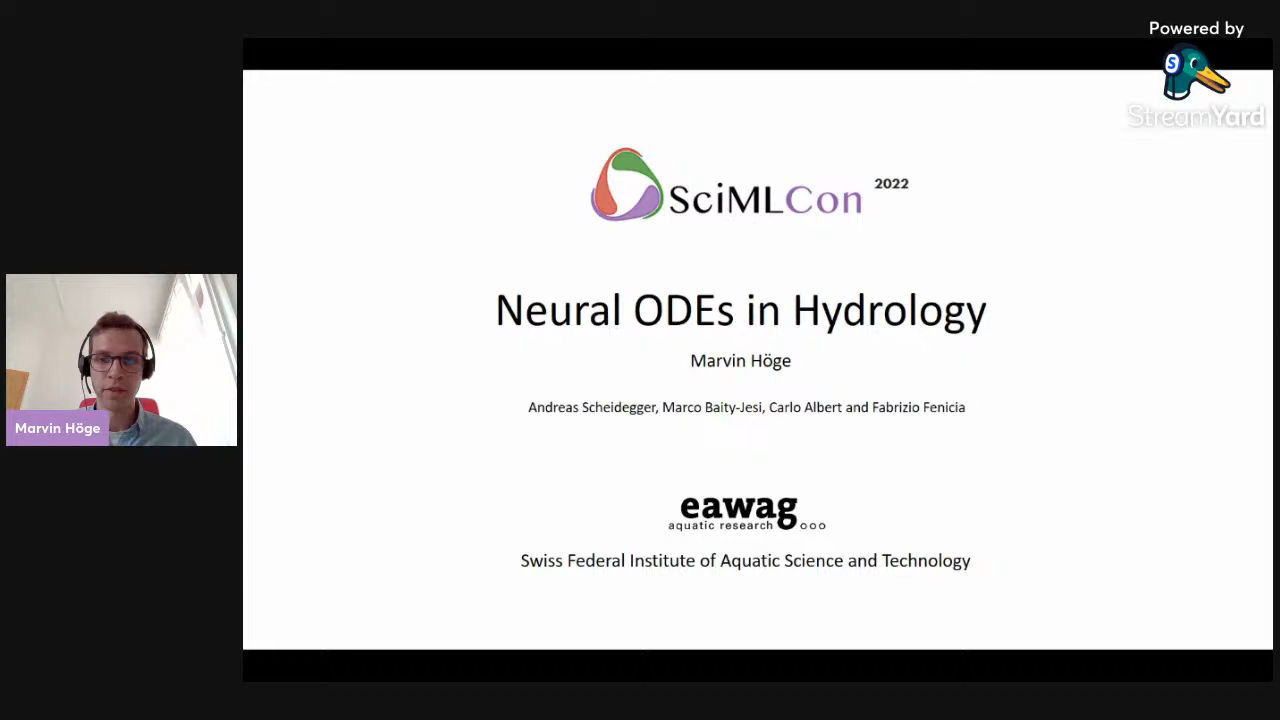 Powered by
S
StreamYard
SciMLCon 2022
Neural ODEs in Hydrology
Marvin Höge
Andreas Scheidegger, Marco Baity-Jesi, Carlo Albert and Fabrizio Fenicia
Marvin Höge
eawag
aquatic research
Swiss Federal Institute of Aquatic Science and Technology